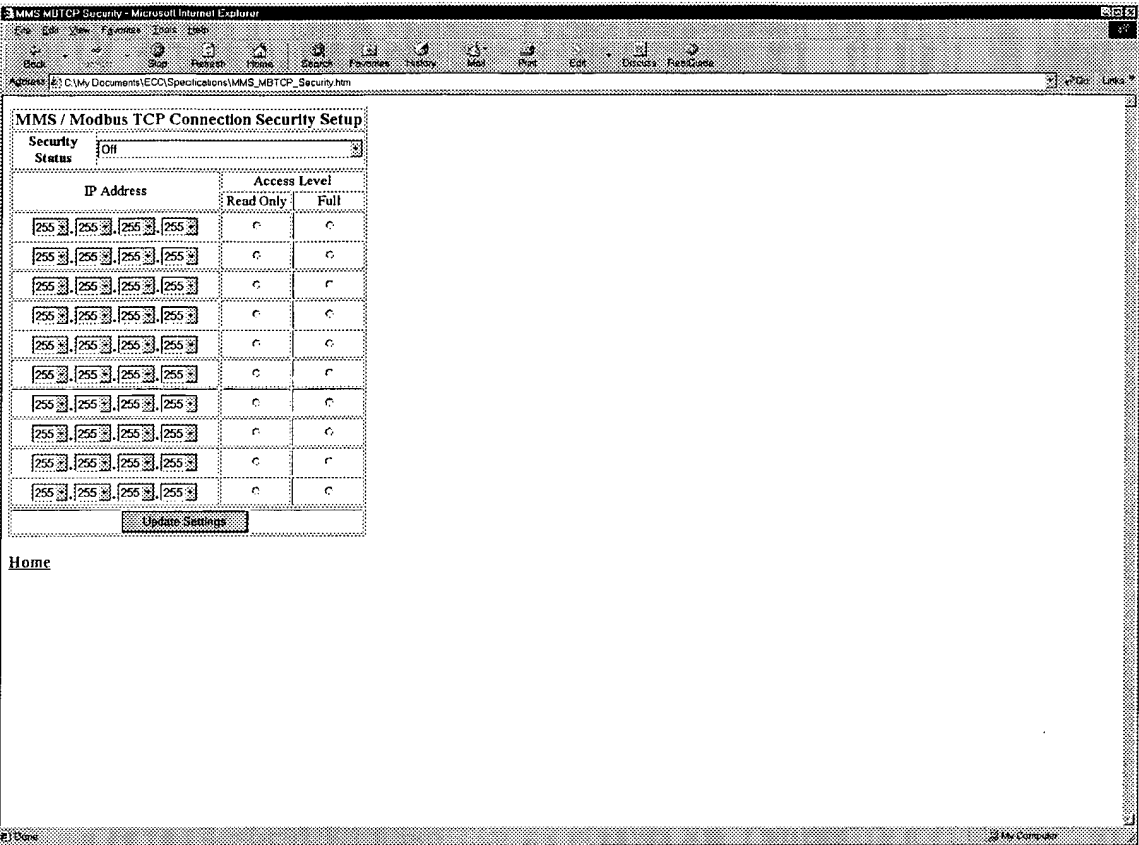 MMS MBTCP Security - Microsoft Internet Explorer
File Edit View Favorites Tools Help
Back Stop Refresh Home Search Favorites History Mail Print Edit Discuss ReadGuide
Address C:\My Documents\ECC\Specifications\MMS_MBTCP_Security.htm Go Links »
MMS / Modbus TCP Connection Security Setup
Security Status Off
IP Address Access Level
Read Only Full
255 . 255 . 255 . 255
255 . 255 . 255 . 255
255 . 255 . 255 . 255
255 . 255 . 255 . 255
255 . 255 . 255 . 255
255 . 255 . 255 . 255
255 . 255 . 255 . 255
255 . 255 . 255 . 255
255 . 255 . 255 . 255
255 . 255 . 255 . 255
Update Settings
Home
Done My Computer